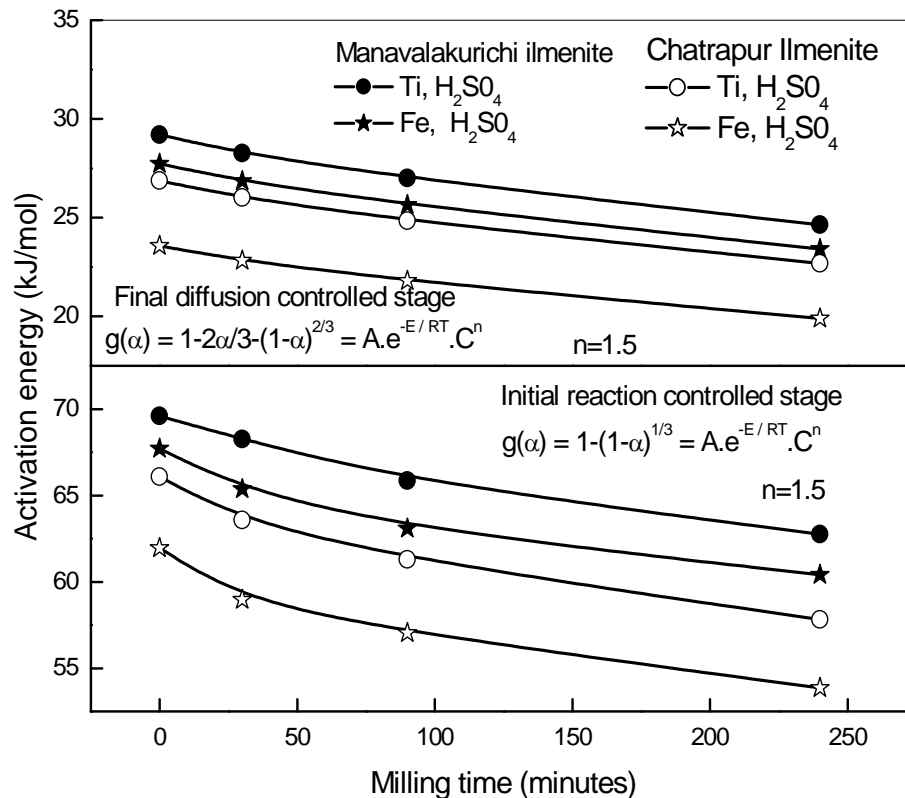 35
30
25
20
70
65
60
55
Activation energy (kJ/mol)
Manavalakurichi ilmenite
Ti, H₂S0₄
Fe, H₂S0₄
Chatrapur Ilmenite
Ti, H₂S0₄
Fe, H₂S0₄
Final diffusion controlled stage
g(α) = 1-2α/3-(1-α)^2/3 = A.e^-E / RT.C^n
n=1.5
Initial reaction controlled stage
g(α) = 1-(1-α)^1/3 = A.e^-E / RT.C^n
n=1.5
0 50 100 150 200 250
Milling time (minutes)